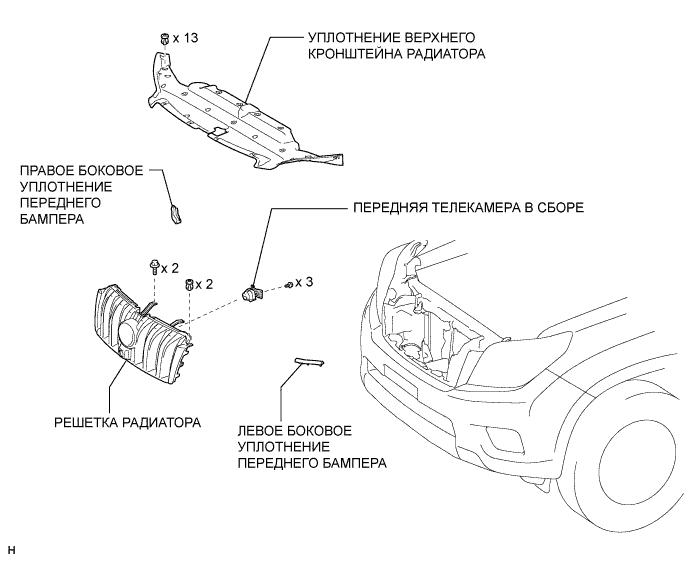 x 13
УПЛОТНЕНИЕ ВЕРХНЕГО
КРОНШТЕЙНА РАДИАТОРА
ПРАВОЕ БОКОВОЕ
УПЛОТНЕНИЕ
ПЕРЕДНЕГО
БАМПЕРА
ПЕРЕДНЯЯ ТЕЛЕКАМЕРА В СБОРЕ
x 2
x 2
x 3
РЕШЕТКА РАДИАТОРА
ЛЕВОЕ БОКОВОЕ
УПЛОТНЕНИЕ
ПЕРЕДНЕГО БАМПЕРА
H